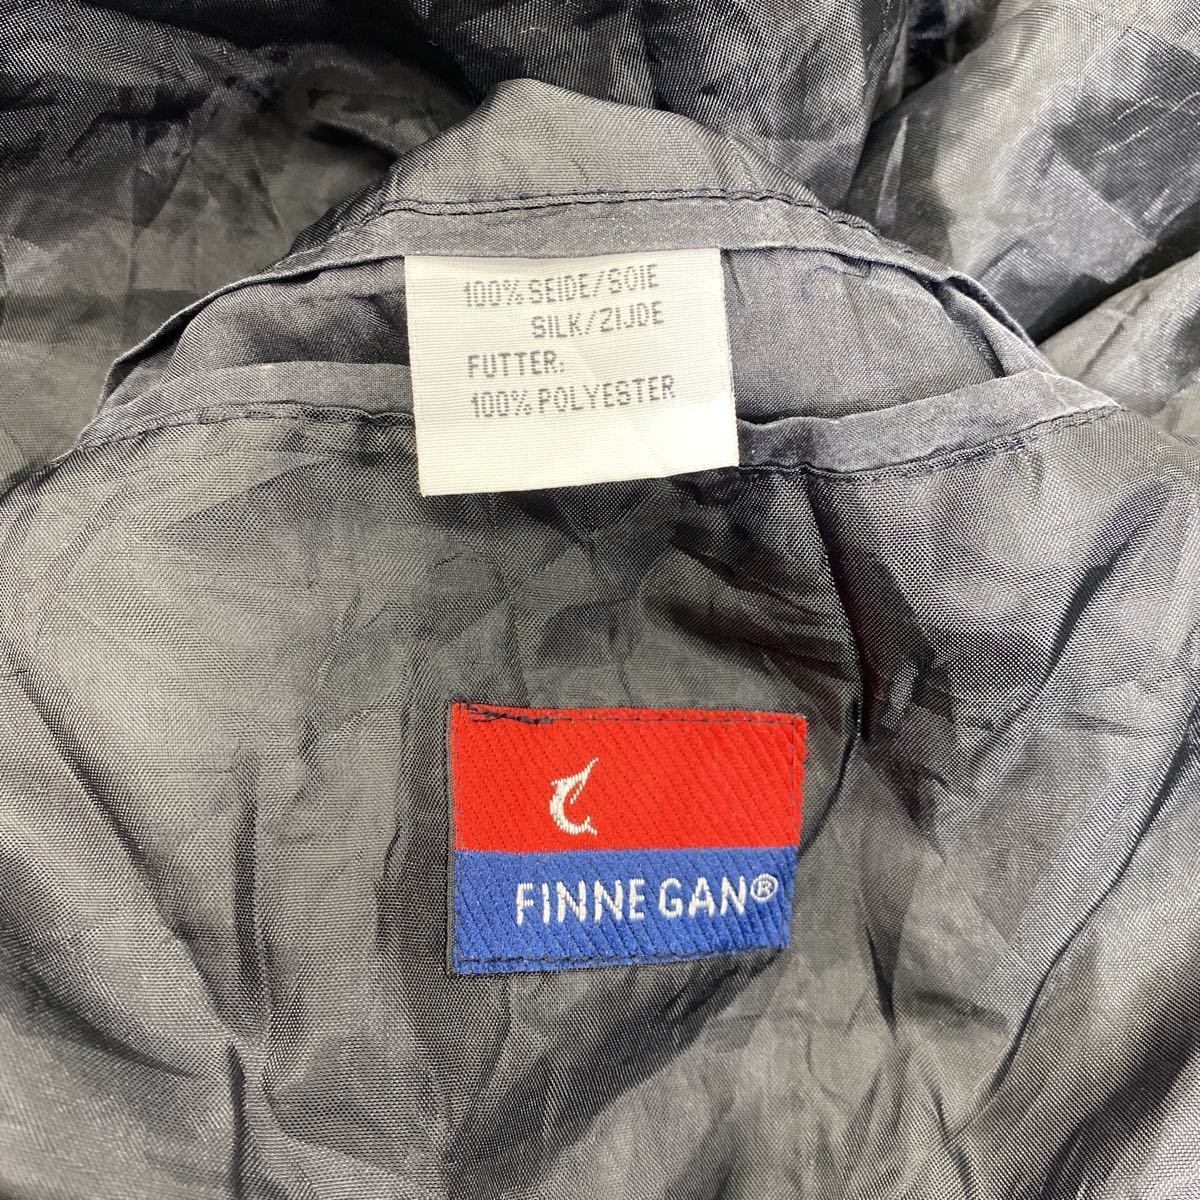 100% SEIDE/SOIE
SILK/ZIJDE
FUTTER:
100% POLYESTER
FINNE GAN®